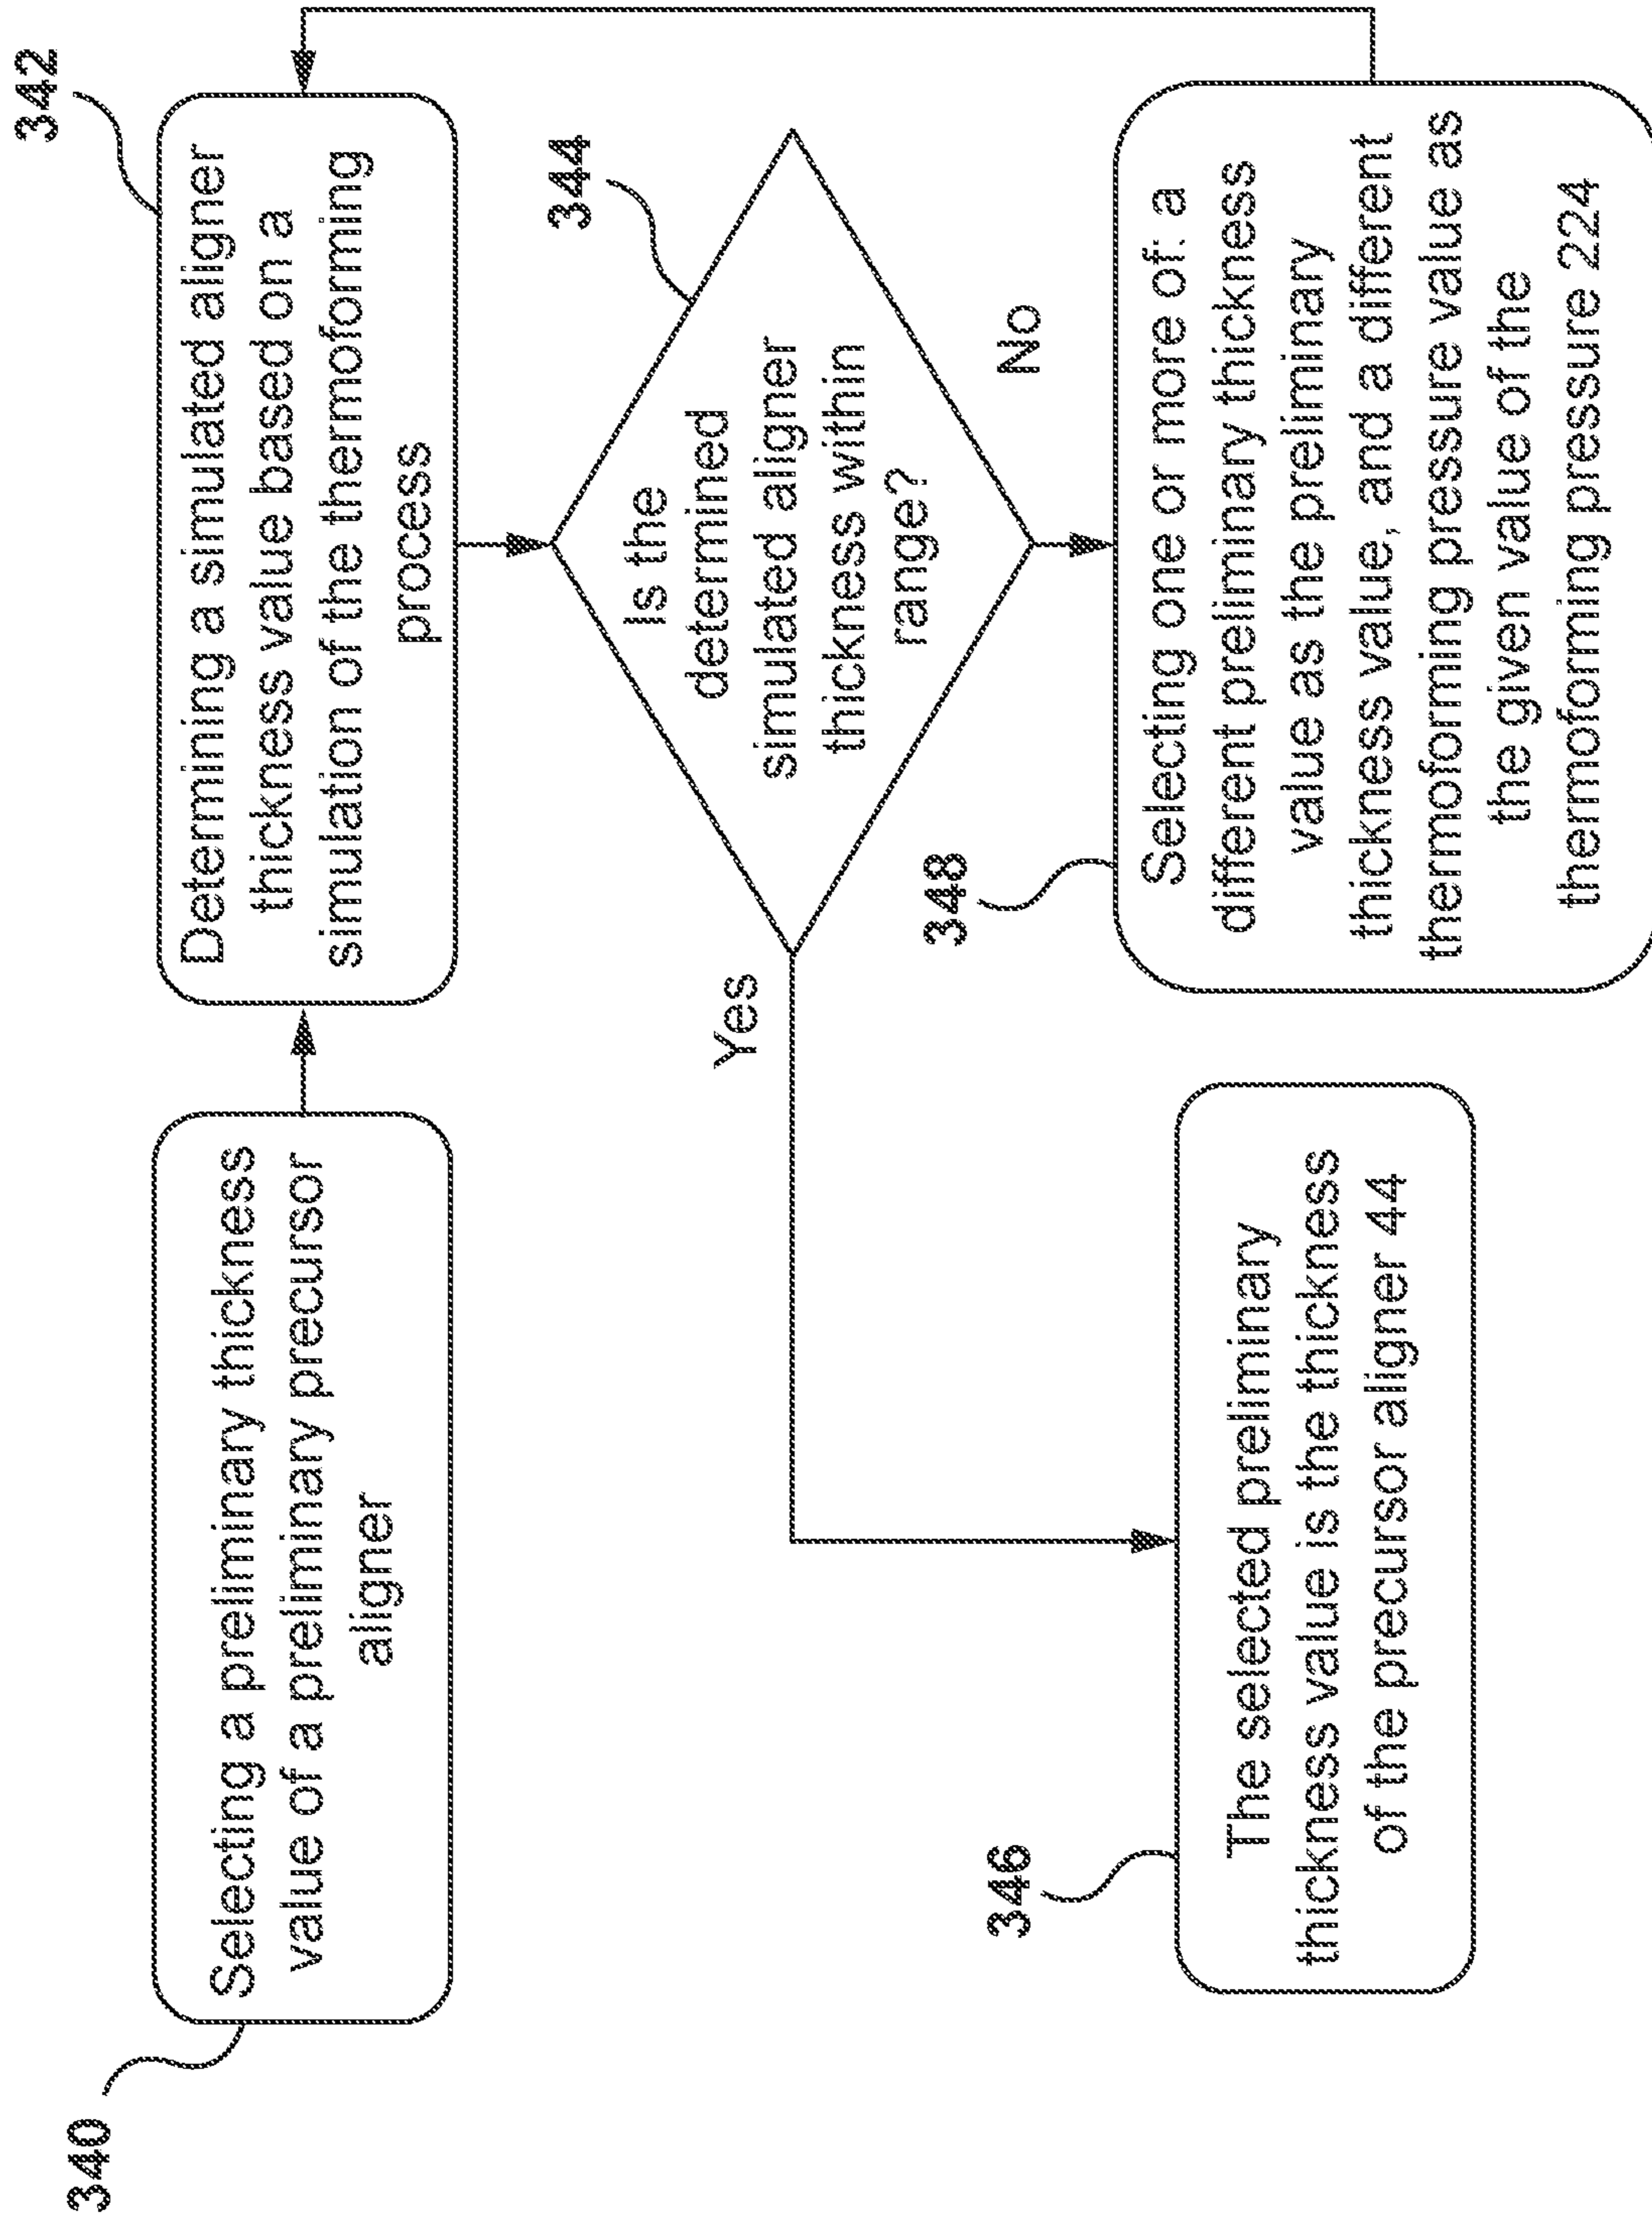 340
Selecting a preliminary thickness
value of a preliminary precursor
aligner
342
Determining a simulated aligner
thickness value based on a
simulation of the thermoforming
process
344
Is the
determined
simulated aligner
thickness within
range?
Yes
No
346
The selected preliminary
thickness value is the thickness
of the precursor aligner 44
348
Selecting one or more of: a
different preliminary thickness
value as the preliminary
thickness value, and a different
thermoforming pressure value as
the given value of the
thermoforming pressure 224